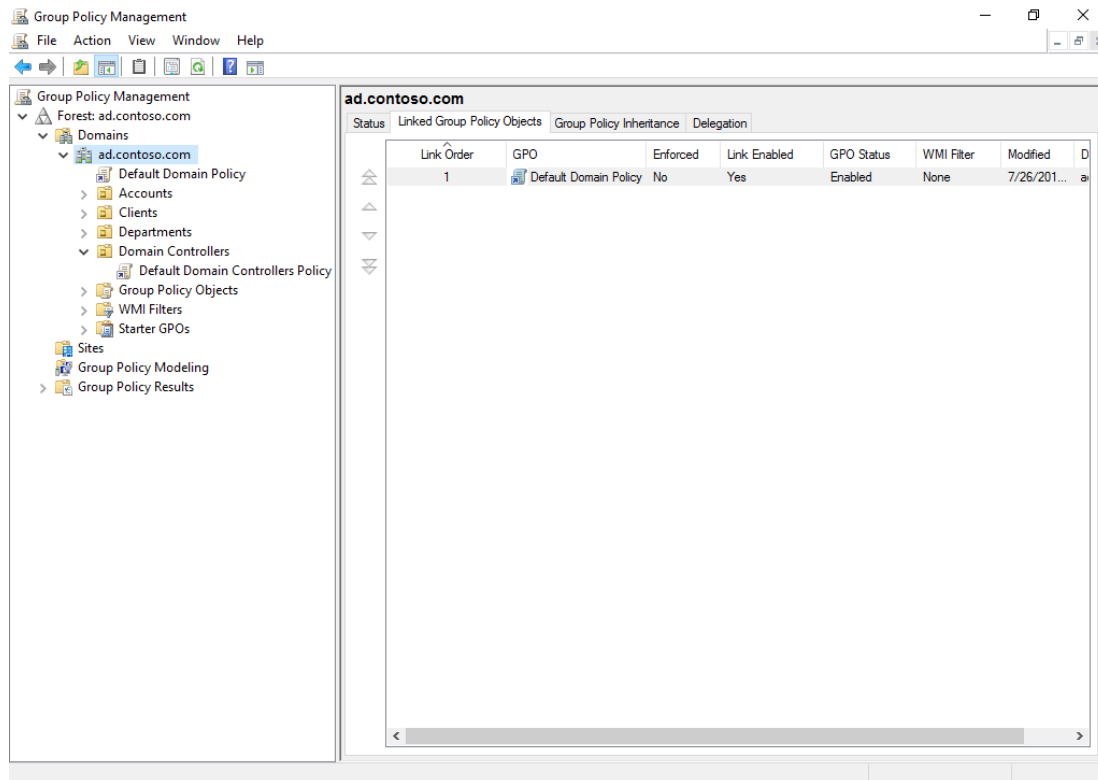 Group Policy Management
File Action View Window Help
Group Policy Management
Forest: ad.contoso.com
Domains
ad.contoso.com
Default Domain Policy
Accounts
Clients
Departments
Domain Controllers
Default Domain Controllers Policy
Group Policy Objects
WMI Filters
Starter GPOs
Sites
Group Policy Modeling
Group Policy Results
ad.contoso.com
Status Linked Group Policy Objects Group Policy Inheritance Delegation
Link Order GPO Enforced Link Enabled GPO Status WMI Filter Modified D
1 Default Domain Policy No Yes Enabled None 7/26/201... a